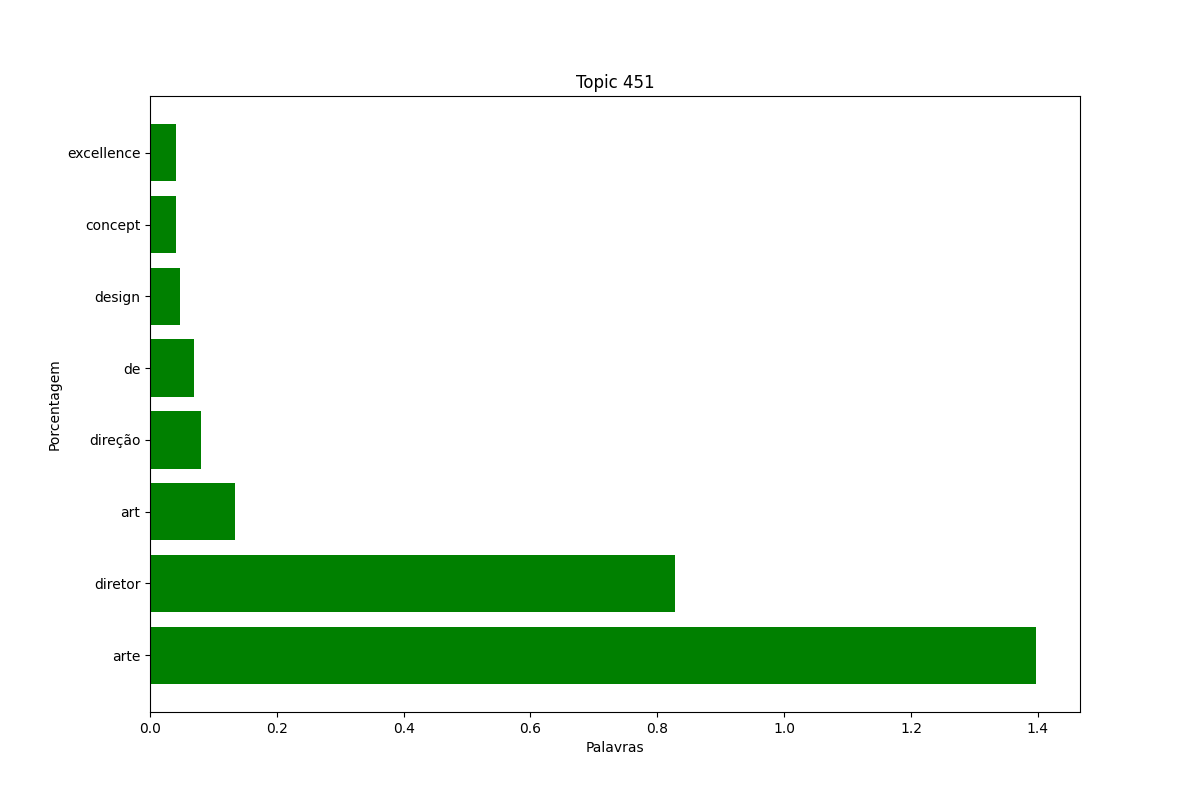 Topic 451
excellence
concept
design
de
direção
art
diretor
arte
Porcentagem
0.0 0.2 0.4 0.6 0.8 1.0 1.2 1.4
Palavras